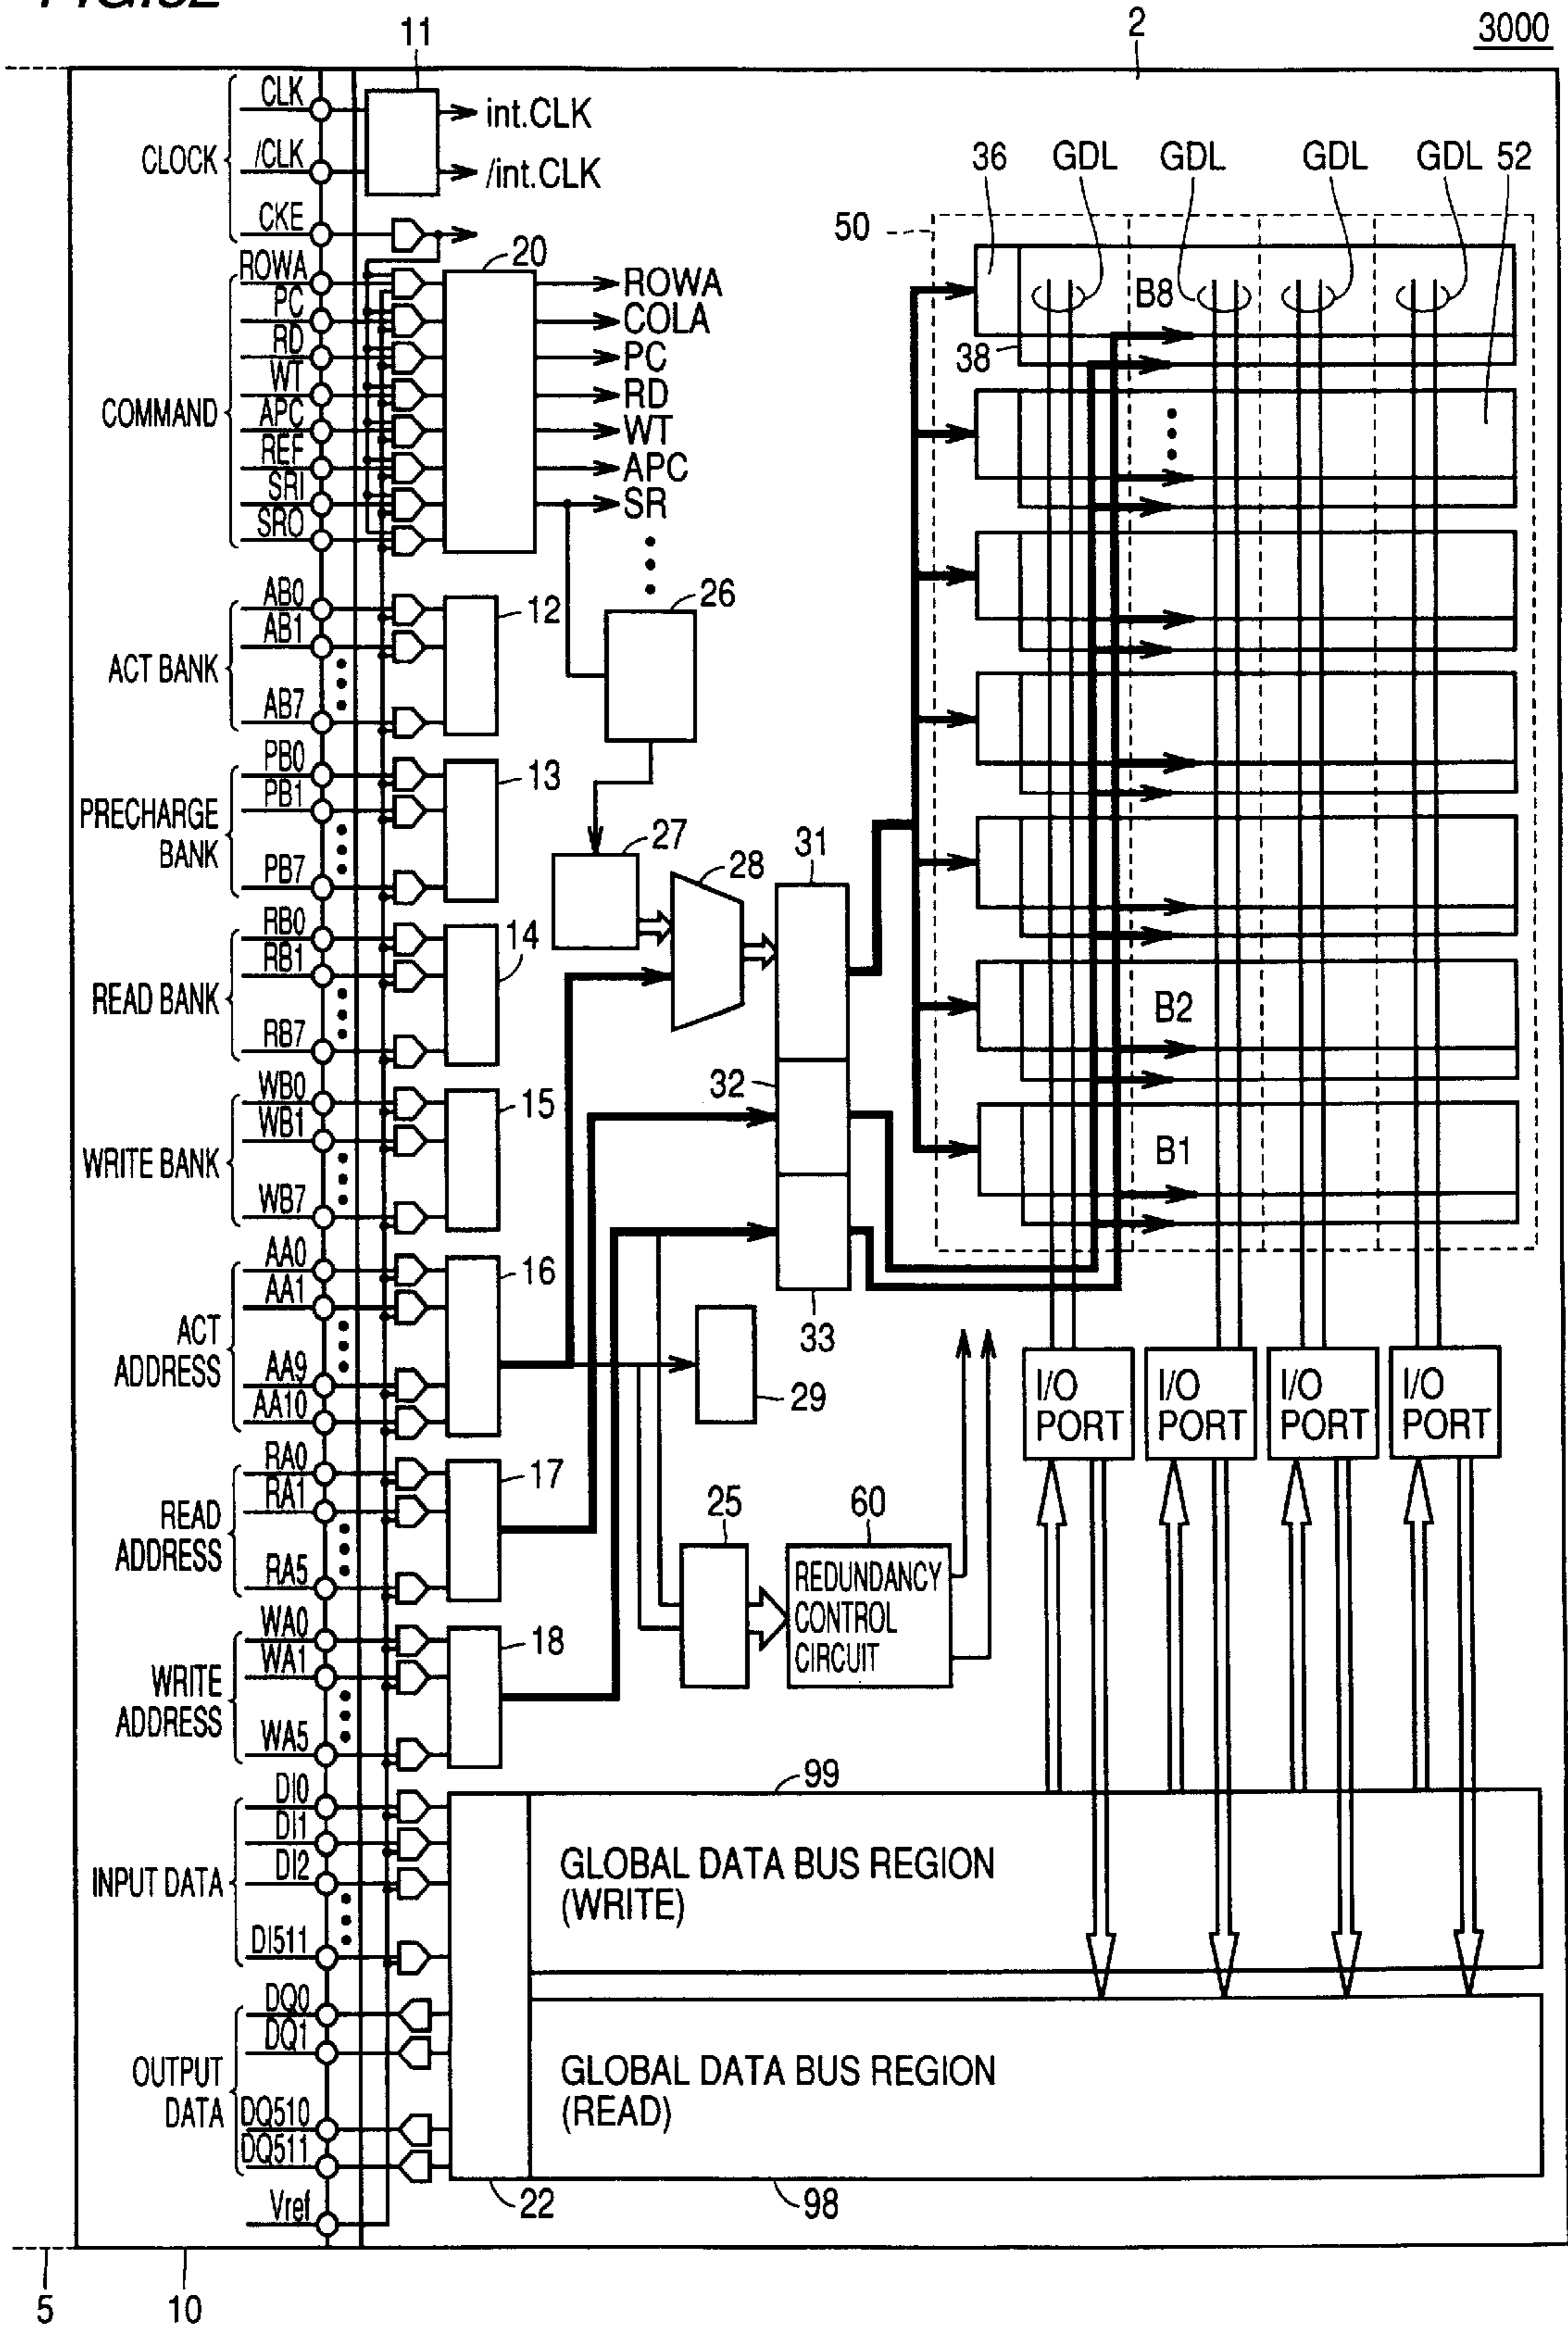 FIG.32
11
2
3000
CLOCK
CLK
/CLK
CKE
int.CLK
/int.CLK
36
GDL
GDL
GDL
GDL
52
50
38
B8
20
COMMAND
ROWA
PC
RD
WT
APC
REF
SRI
SRO
ROWA
COLA
PC
RD
WT
APC
SR
ACT BANK
AB0
AB1
AB7
12
26
PRECHARGE
BANK
PB0
PB1
PB7
13
27
28
31
READ BANK
RB0
RB1
RB7
14
B2
WRITE BANK
WB0
WB1
WB7
15
32
B1
ACT
ADDRESS
AA0
AA1
AA9
AA10
16
33
29
I/O
PORT
I/O
PORT
I/O
PORT
I/O
PORT
READ
ADDRESS
RA0
RA1
RA5
17
25
60
REDUNDANCY
CONTROL
CIRCUIT
WRITE
ADDRESS
WA0
WA1
WA5
18
99
INPUT DATA
DI0
DI1
DI2
DI511
GLOBAL DATA BUS REGION
(WRITE)
OUTPUT
DATA
DQ0
DQ1
DQ510
DQ511
GLOBAL DATA BUS REGION
(READ)
Vref
22
98
5
10